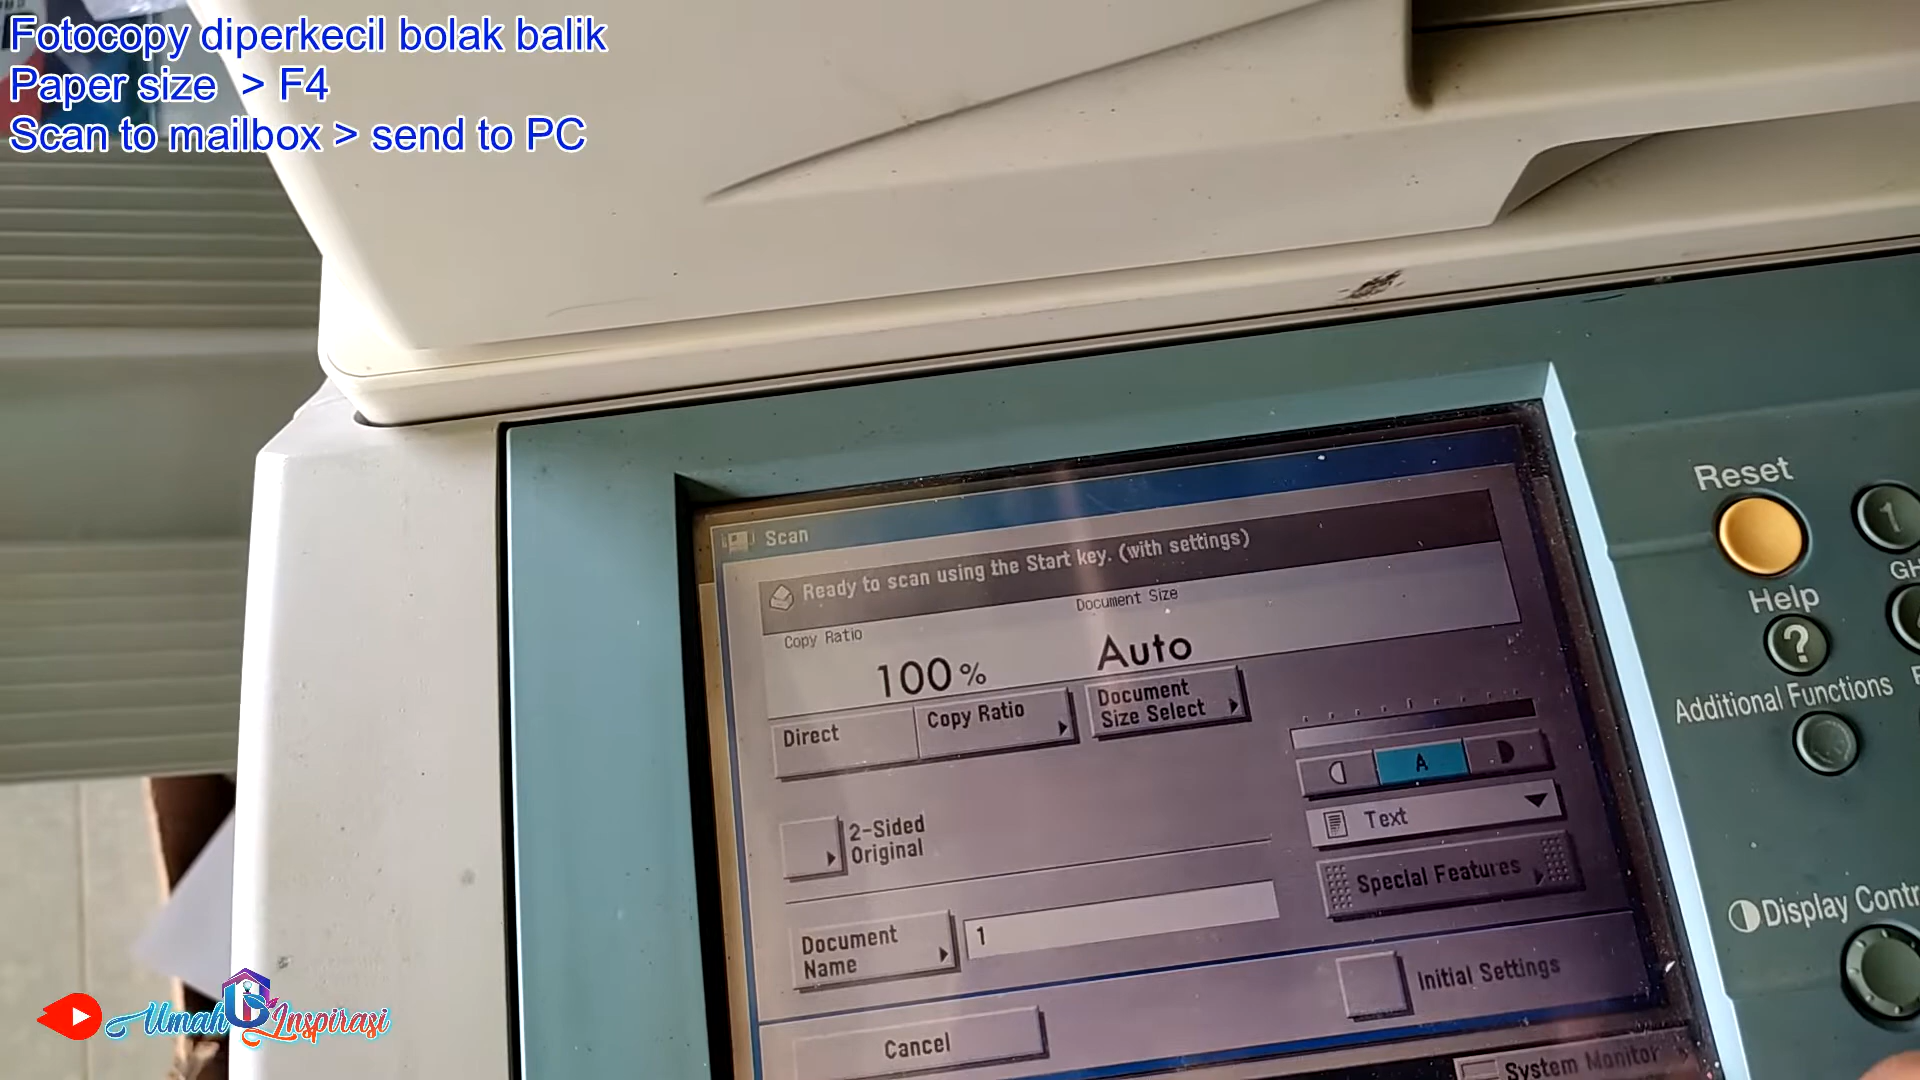 Fotocopy diperkecil bolak balik
Paper size > F4
Scan to mailbox > send to PC
Scan
Ready to scan using the Start key. (with settings)
Copy Ratio
Document Size
100 %
Auto
Direct
Copy Ratio
Document
Size Select
A
Text
2-Sided
Original
Special Features
Document
Name
1
Initial Settings
Cancel
System Monitor
Reset
1
Help
?
Additional Functions
Display Contr
Umah Inspirasi